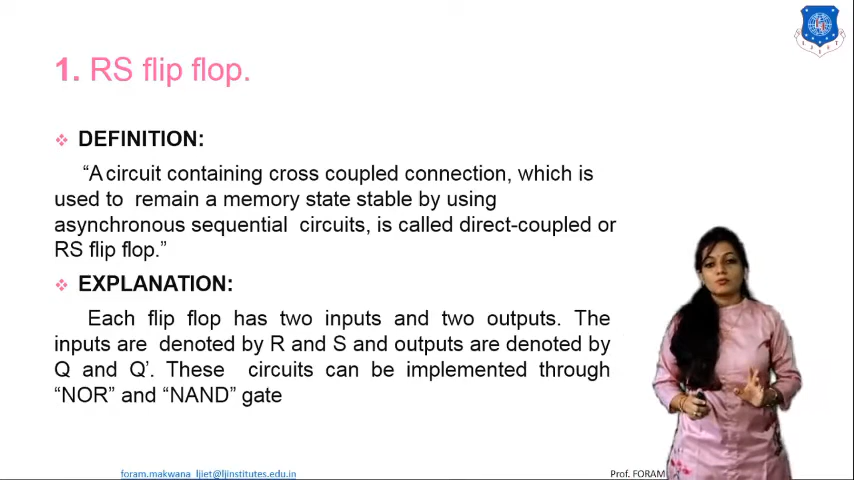 1. RS flip flop.
❖ DEFINITION:
“A circuit containing cross coupled connection, which is
used to remain a memory state stable by using
asynchronous sequential circuits, is called direct-coupled or
RS flip flop.”
❖ EXPLANATION:
Each flip flop has two inputs and two outputs. The
inputs are denoted by R and S and outputs are denoted by
Q and Q’. These circuits can be implemented through
“NOR” and “NAND” gate
foram.makwana_ljiet@ljinstitutes.edu.in
Prof. FORAM